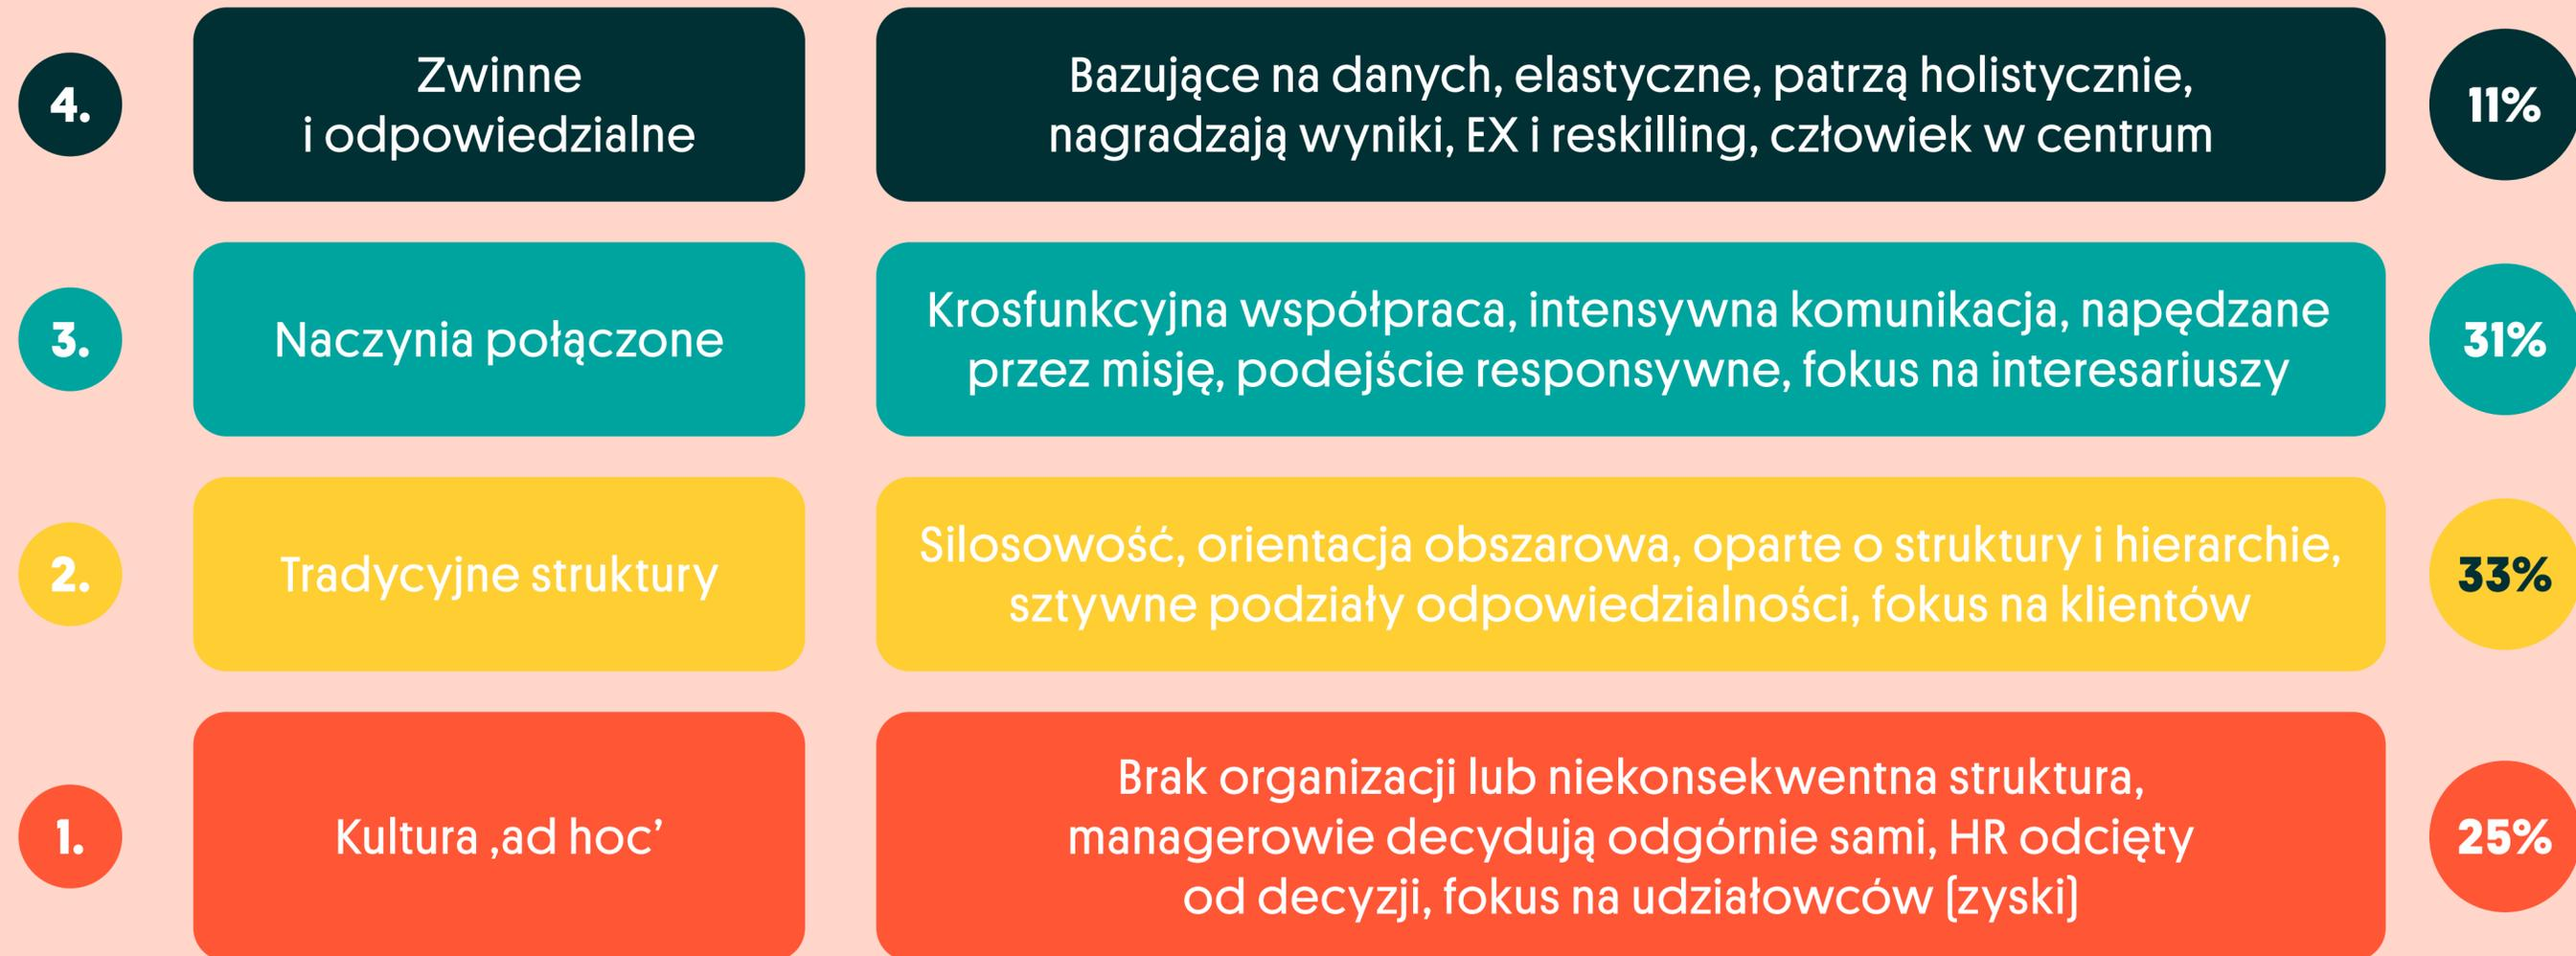 4.
Zwinne
i odpowiedzialne
Bazujące na danych, elastyczne, patrzą holistycznie,
nagradzają wyniki, EX i reskilling, człowiek w centrum
11%
3.
Naczynia połączone
Krosfunkcyjna współpraca, intensywna komunikacja, napędzane
przez misję, podejście responsywne, fokus na interesariuszy
31%
2.
Tradycyjne struktury
Silosowość, orientacja obszarowa, oparte o struktury i hierarchie,
sztywne podziały odpowiedzialności, fokus na klientów
33%
1.
Kultura ‚ad hoc’
Brak organizacji lub niekonsekwentna struktura,
managerowie decydują odgórnie sami, HR odcięty
od decyzji, fokus na udziałowców (zyski)
25%